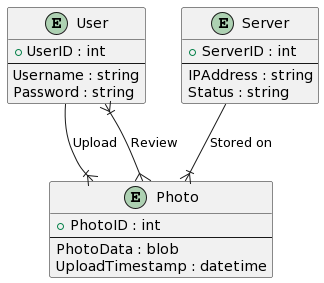 E User
UserID : int
Username : string
Password : string
E Server
ServerID : int
IPAddress : string
Status : string
Upload
Review
Stored on
E Photo
PhotoID : int
PhotoData : blob
UploadTimestamp : datetime